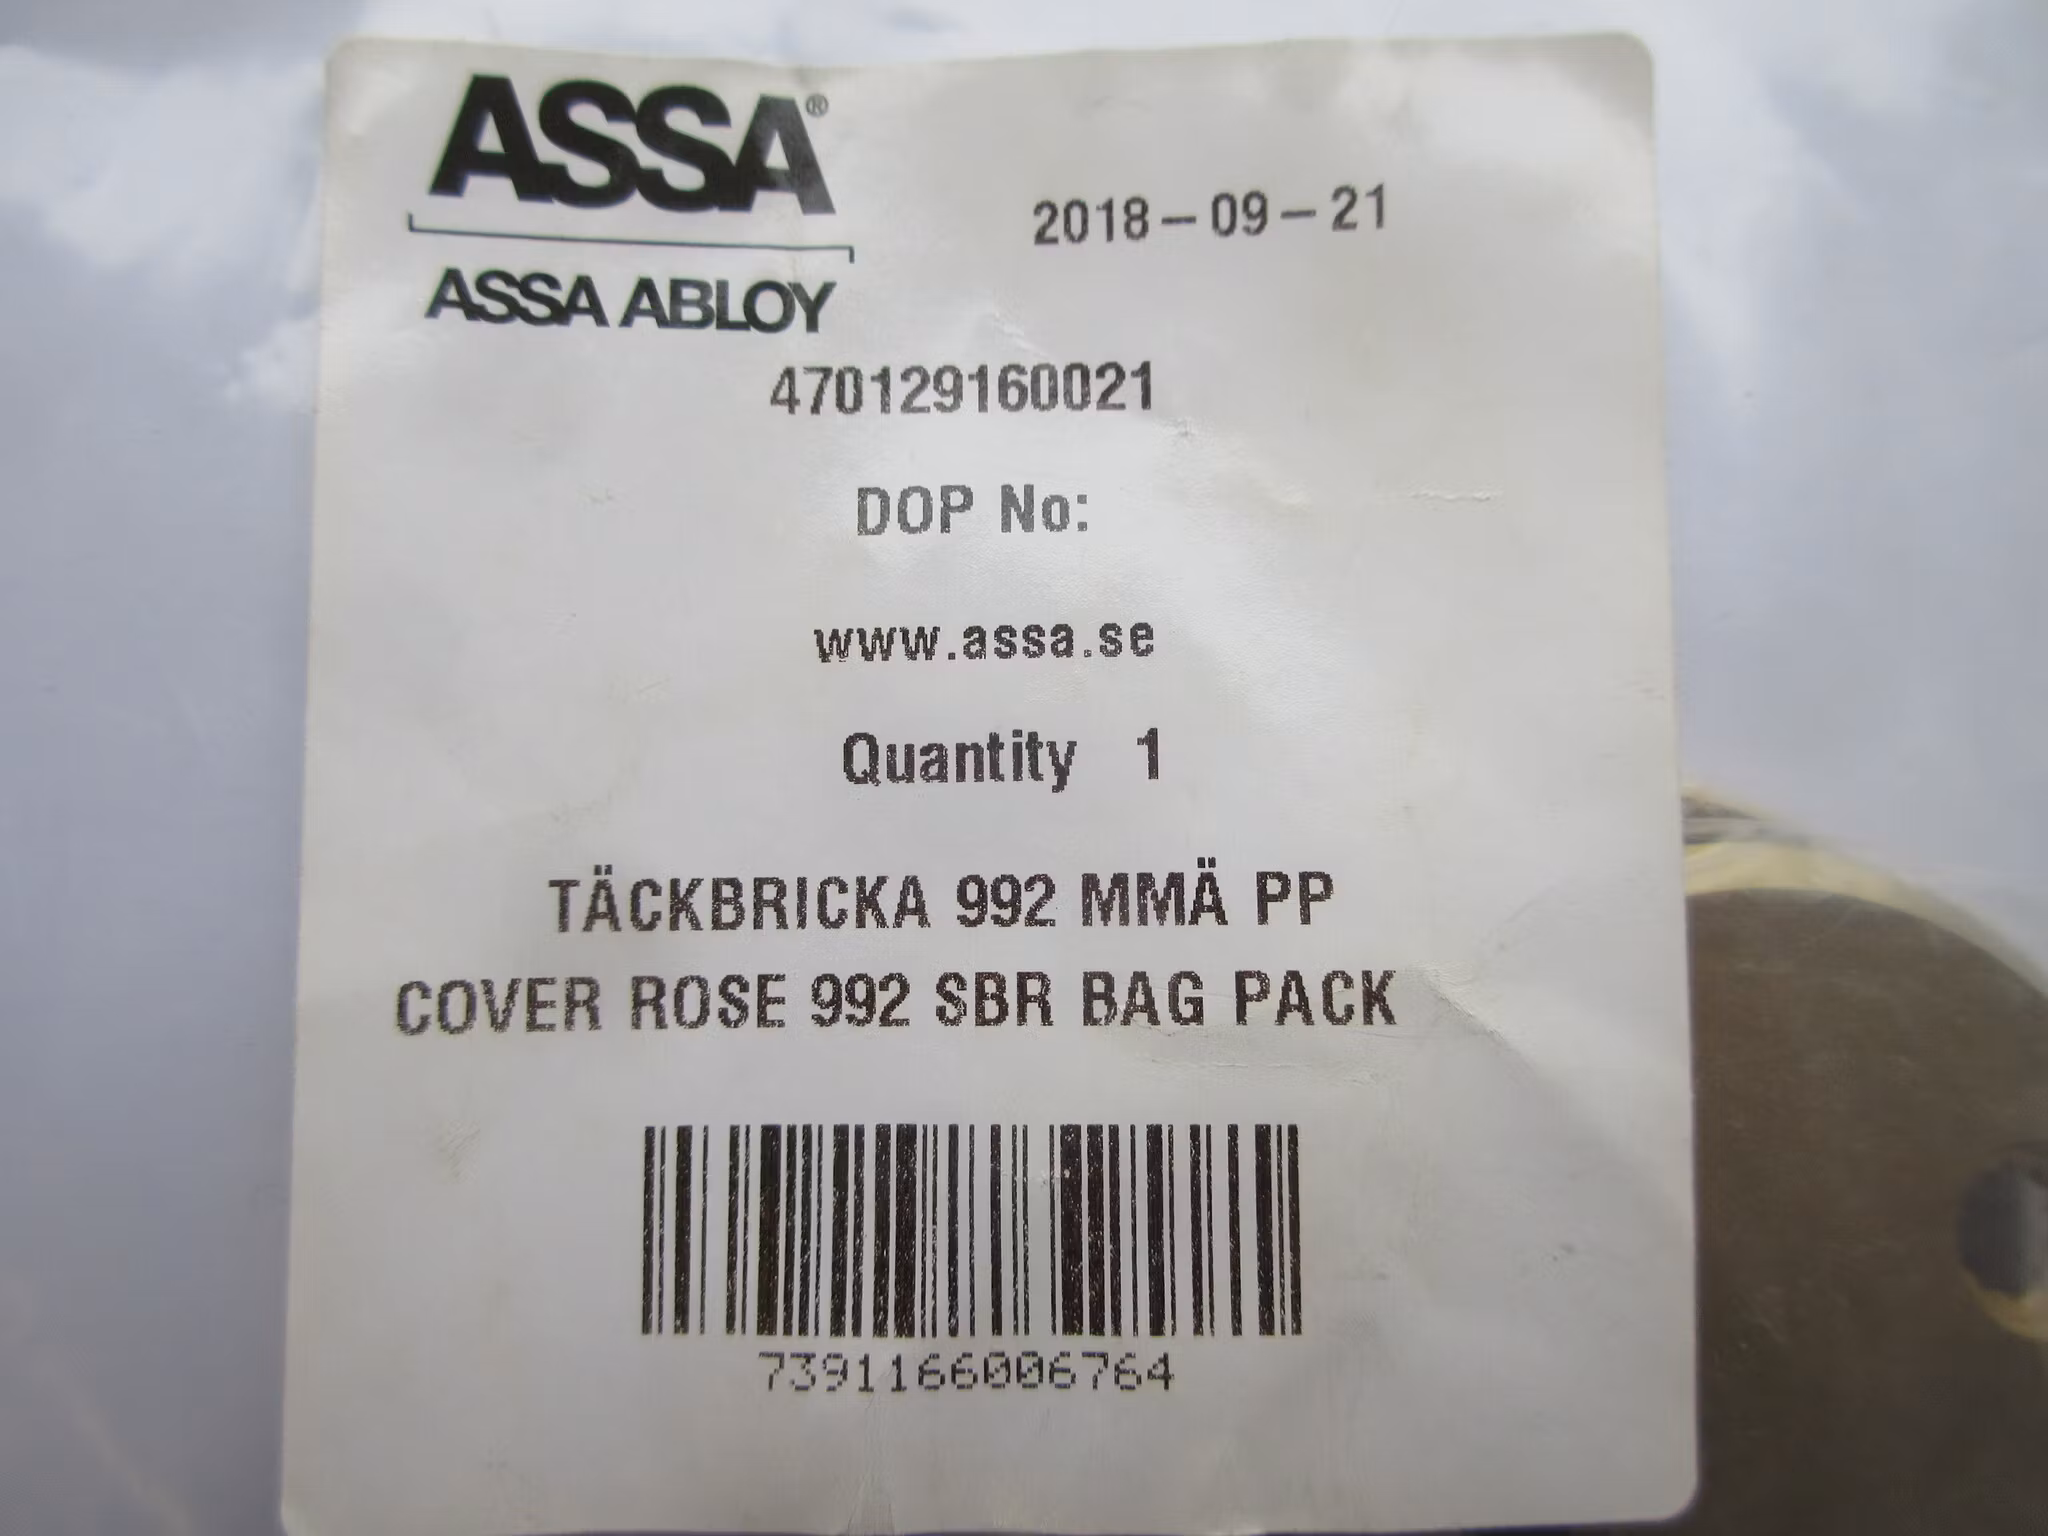 ASSA®
2018-09-21
ASSA ABLOY
470129160021
DOP No:
www.assa.se
Quantity 1
TÄCKBRICKA 992 MMÄ PP
COVER ROSE 992 SBR BAG PACK
7391166006764